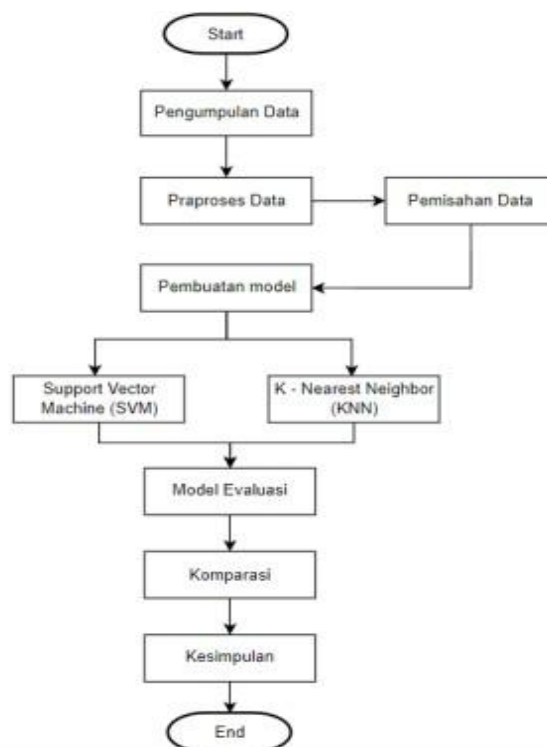 Start
Pengumpulan Data
Praproses Data
Pemisahan Data
Pembuatan model
Support Vector
Machine (SVM)
K - Nearest Neighbor
(KNN)
Model Evaluasi
Komparasi
Kesimpulan
End